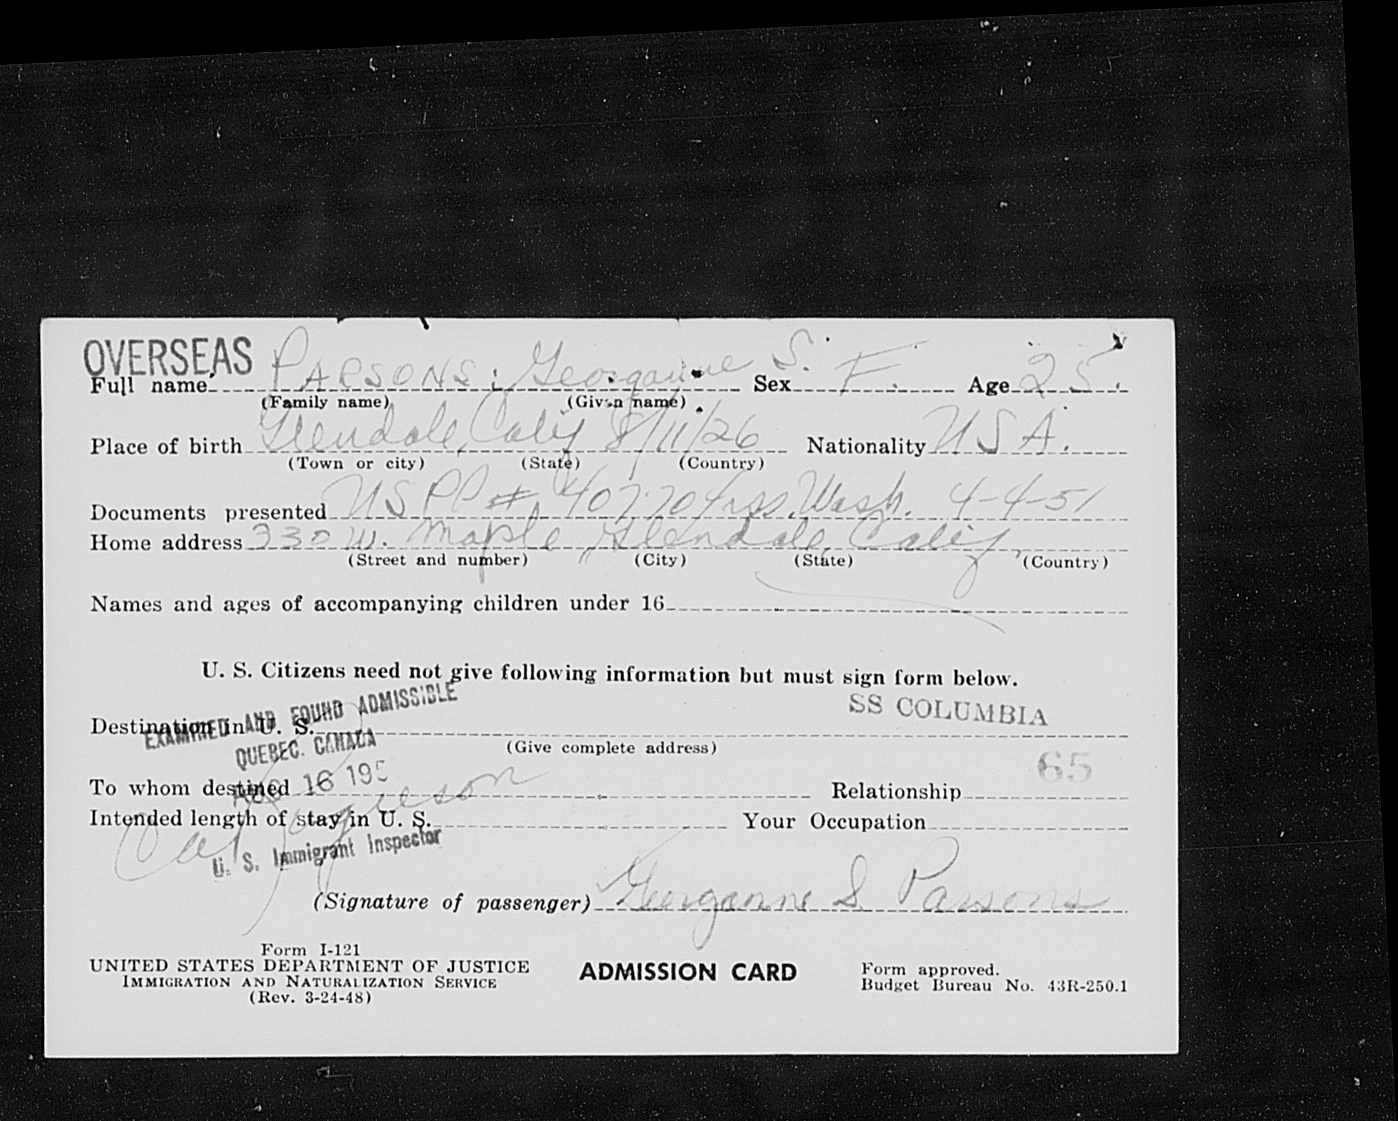 OVERSEAS
Full name PARSONS, Georganne S. Sex F. Age 25.
(Family name) (Given name)
Place of birth Glendale, Calif 8/11/26 Nationality USA.
(Town or city) (State) (Country)
Documents presented USPP# Wash. 4-4-51
Home address 330 W. Maple, Glendale, Calif
(Street and number) (City) (State) (Country)
Names and ages of accompanying children under 16
U. S. Citizens need not give following information but must sign form below.
SS COLUMBIA
Destination in U. S.
EXAMINED AND FOUND ADMISSIBLE
(Give complete address)
QUEBEC. CANADA
65
To whom destined Relationship
AUG 16 195
Intended length of stay in U. S. Your Occupation
U. S. Immigrant Inspector
(Signature of passenger) Georganne S. Parsons
Form I-121
UNITED STATES DEPARTMENT OF JUSTICE
IMMIGRATION AND NATURALIZATION SERVICE
(Rev. 3-24-48)
ADMISSION CARD
Form approved.
Budget Bureau No. 43R-250.1